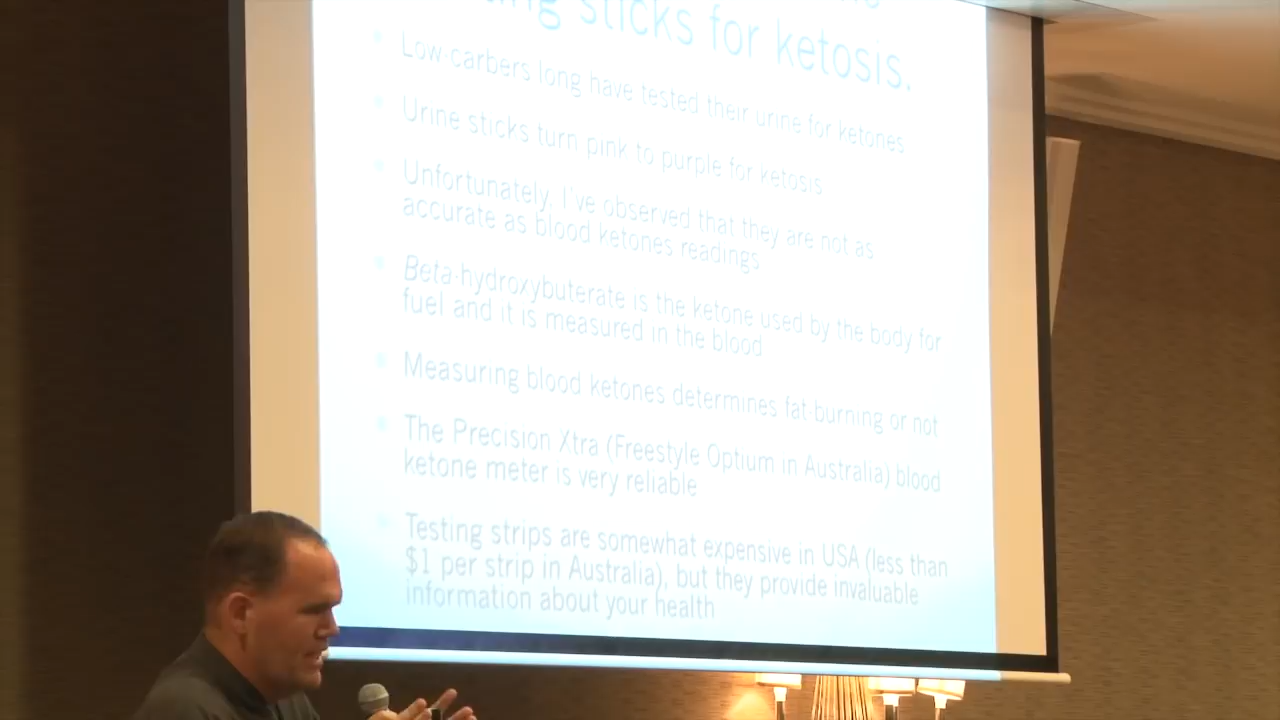 sticks for ketosis.
Low-carbers long have tested their urine for ketones
Urine sticks turn pink to purple for ketosis
Unfortunately, I've observed that they are not as
accurate as blood ketones readings
Beta-hydroxybuterate is the ketone used by the body for
fuel and it is measured in the blood
Measuring blood ketones determines fat-burning or not
The Precision Xtra (Freestyle Optium in Australia) blood
ketone meter is very reliable
Testing strips are somewhat expensive in USA (less than
$1 per strip in Australia), but they provide invaluable
information about your health